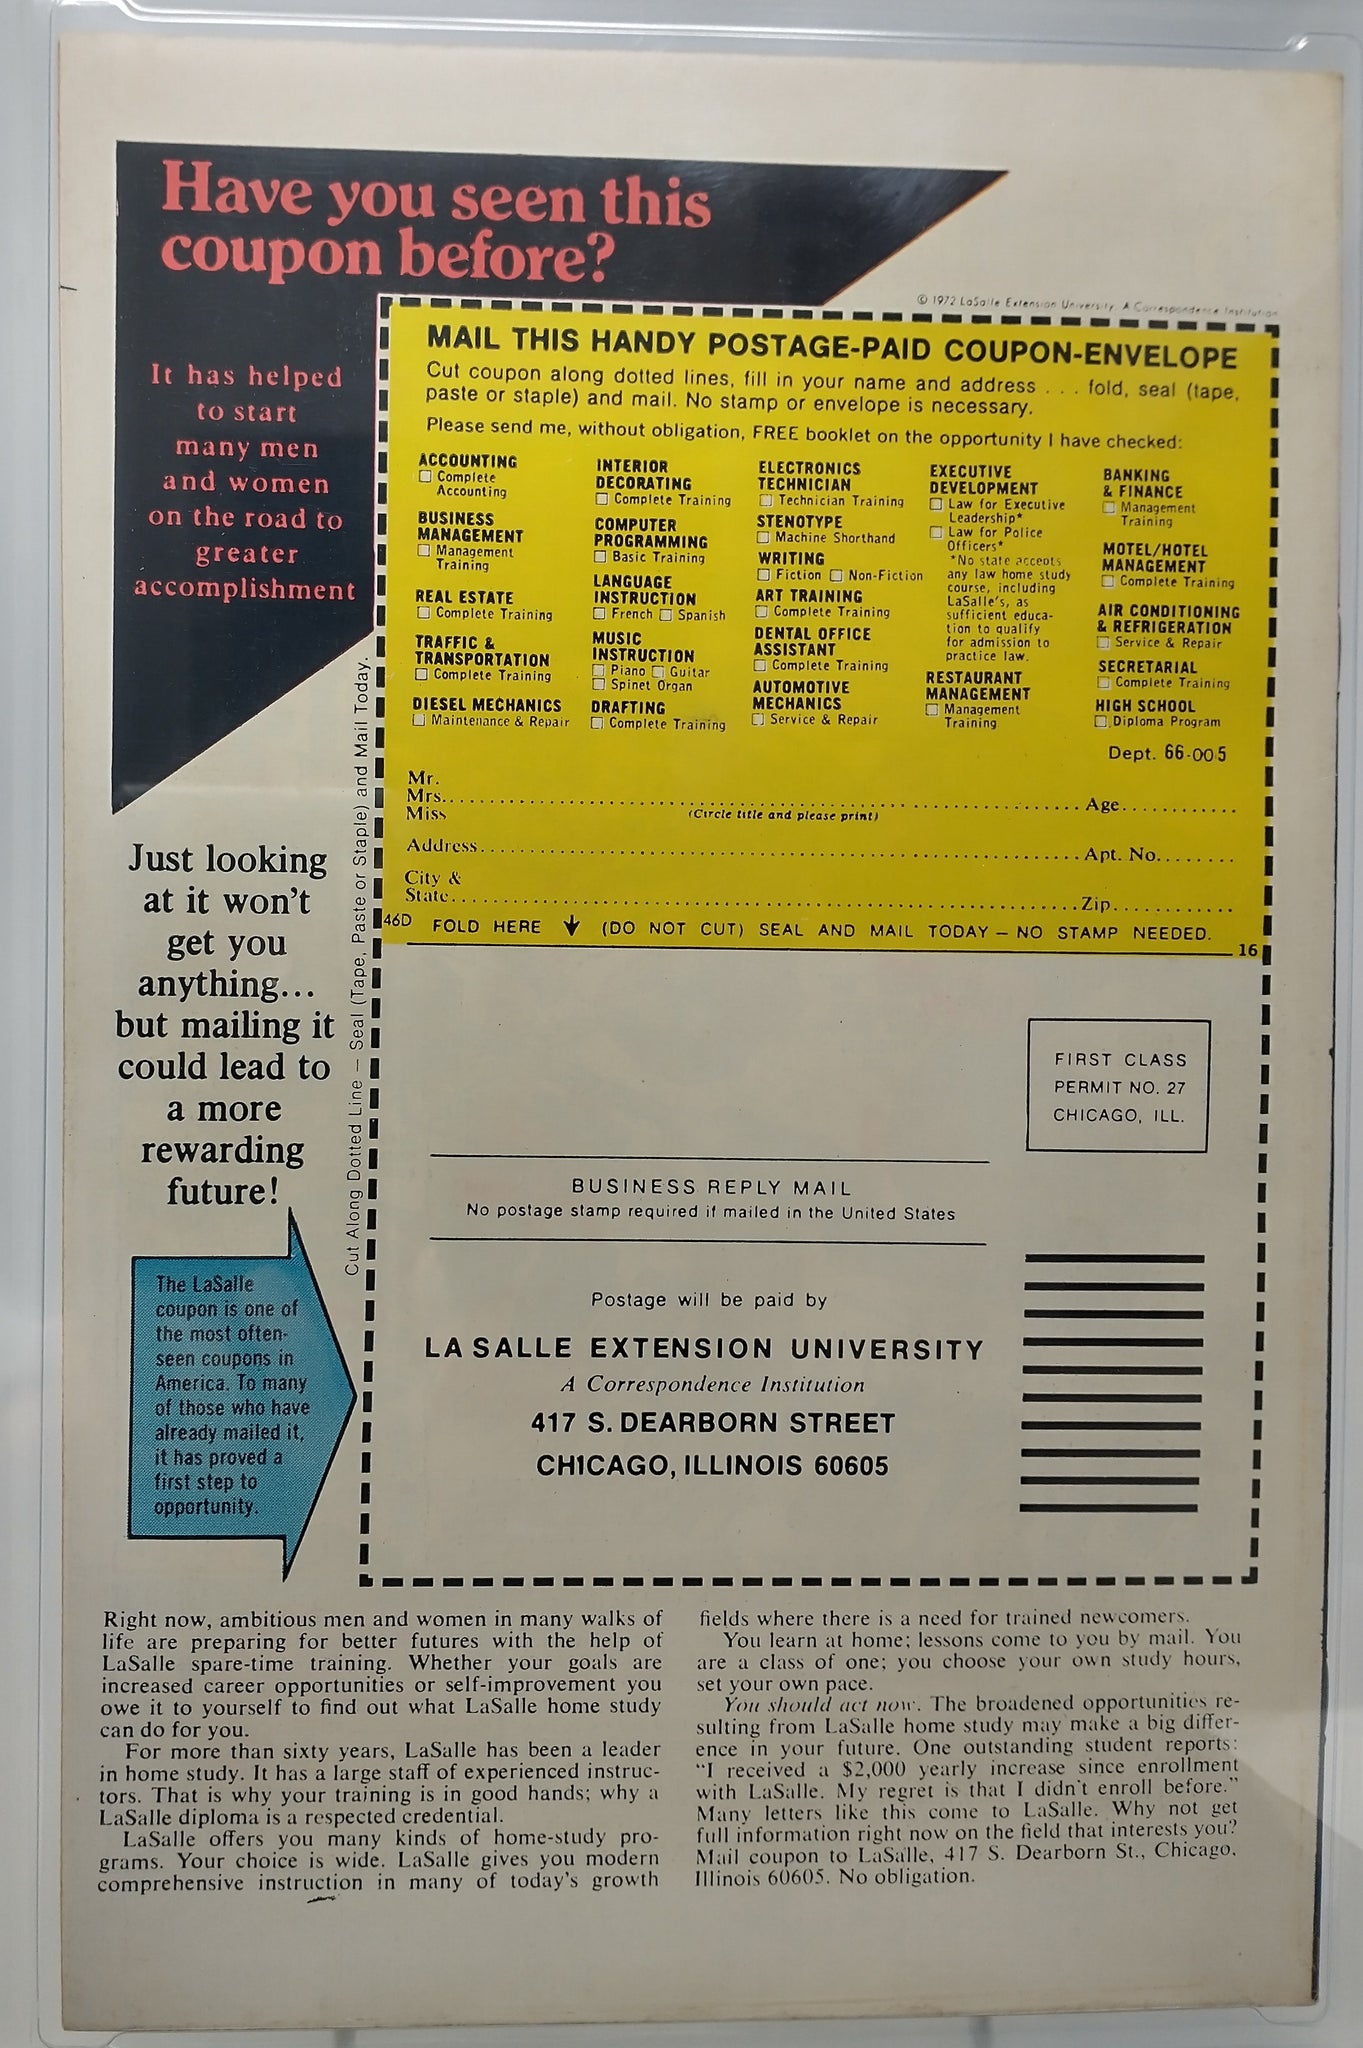 Have you seen this
coupon before?
It has helped
to start
many men
and women
on the road to
greater
accomplishment
© 1972 LaSalle Extension University. A Correspondence Institution
MAIL THIS HANDY POSTAGE-PAID COUPON-ENVELOPE
Cut coupon along dotted lines, fill in your name and address . . . fold, seal (tape,
paste or staple) and mail. No stamp or envelope is necessary.
Please send me, without obligation, FREE booklet on the opportunity I have checked:
ACCOUNTING
☐ Complete
Accounting
BUSINESS
MANAGEMENT
☐ Management
Training
REAL ESTATE
☐ Complete Training
TRAFFIC &
TRANSPORTATION
☐ Complete Training
DIESEL MECHANICS
☐ Maintenance & Repair
INTERIOR
DECORATING
☐ Complete Training
COMPUTER
PROGRAMMING
☐ Basic Training
LANGUAGE
INSTRUCTION
☐ French ☐ Spanish
MUSIC
INSTRUCTION
☐ Piano ☐ Guitar
☐ Spinet Organ
DRAFTING
☐ Complete Training
ELECTRONICS
TECHNICIAN
☐ Technician Training
STENOTYPE
☐ Machine Shorthand
WRITING
☐ Fiction ☐ Non-Fiction
ART TRAINING
☐ Complete Training
DENTAL OFFICE
ASSISTANT
☐ Complete Training
AUTOMOTIVE
MECHANICS
☐ Service & Repair
EXECUTIVE
DEVELOPMENT
☐ Law for Executive
Leadership*
☐ Law for Police
Officers*
*No state accepts
any law home study
course, including
LaSalle's, as
sufficient educa-
tion to qualify
for admission to
practice law.
RESTAURANT
MANAGEMENT
☐ Management
Training
BANKING
& FINANCE
☐ Management
Training
MOTEL/HOTEL
MANAGEMENT
☐ Complete Training
AIR CONDITIONING
& REFRIGERATION
☐ Service & Repair
SECRETARIAL
☐ Complete Training
HIGH SCHOOL
☐ Diploma Program
Dept. 66-005
Mr.
Mrs. Age
Miss (Circle title and please print)
Address Apt. No.
City &
State Zip
46D FOLD HERE ↓ (DO NOT CUT) SEAL AND MAIL TODAY — NO STAMP NEEDED.
16
Cut Along Dotted Line — Seal (Tape, Paste or Staple) and Mail Today.
Just looking
at it won't
get you
anything...
but mailing it
could lead to
a more
rewarding
future!
The LaSalle
coupon is one of
the most often-
seen coupons in
America. To many
of those who have
already mailed it,
it has proved a
first step to
opportunity.
FIRST CLASS
PERMIT NO. 27
CHICAGO, ILL.
BUSINESS REPLY MAIL
No postage stamp required if mailed in the United States
Postage will be paid by
LA SALLE EXTENSION UNIVERSITY
A Correspondence Institution
417 S. DEARBORN STREET
CHICAGO, ILLINOIS 60605
Right now, ambitious men and women in many walks of
life are preparing for better futures with the help of
LaSalle spare-time training. Whether your goals are
increased career opportunities or self-improvement you
owe it to yourself to find out what LaSalle home study
can do for you.
For more than sixty years, LaSalle has been a leader
in home study. It has a large staff of experienced instruc-
tors. That is why your training is in good hands; why a
LaSalle diploma is a respected credential.
LaSalle offers you many kinds of home-study pro-
grams. Your choice is wide. LaSalle gives you modern
comprehensive instruction in many of today's growth
fields where there is a need for trained newcomers.
You learn at home; lessons come to you by mail. You
are a class of one; you choose your own study hours,
set your own pace.
You should act now. The broadened opportunities re-
sulting from LaSalle home study may make a big differ-
ence in your future. One outstanding student reports:
"I received a $2,000 yearly increase since enrollment
with LaSalle. My regret is that I didn't enroll before."
Many letters like this come to LaSalle. Why not get
full information right now on the field that interests you?
Mail coupon to LaSalle, 417 S. Dearborn St., Chicago,
Illinois 60605. No obligation.